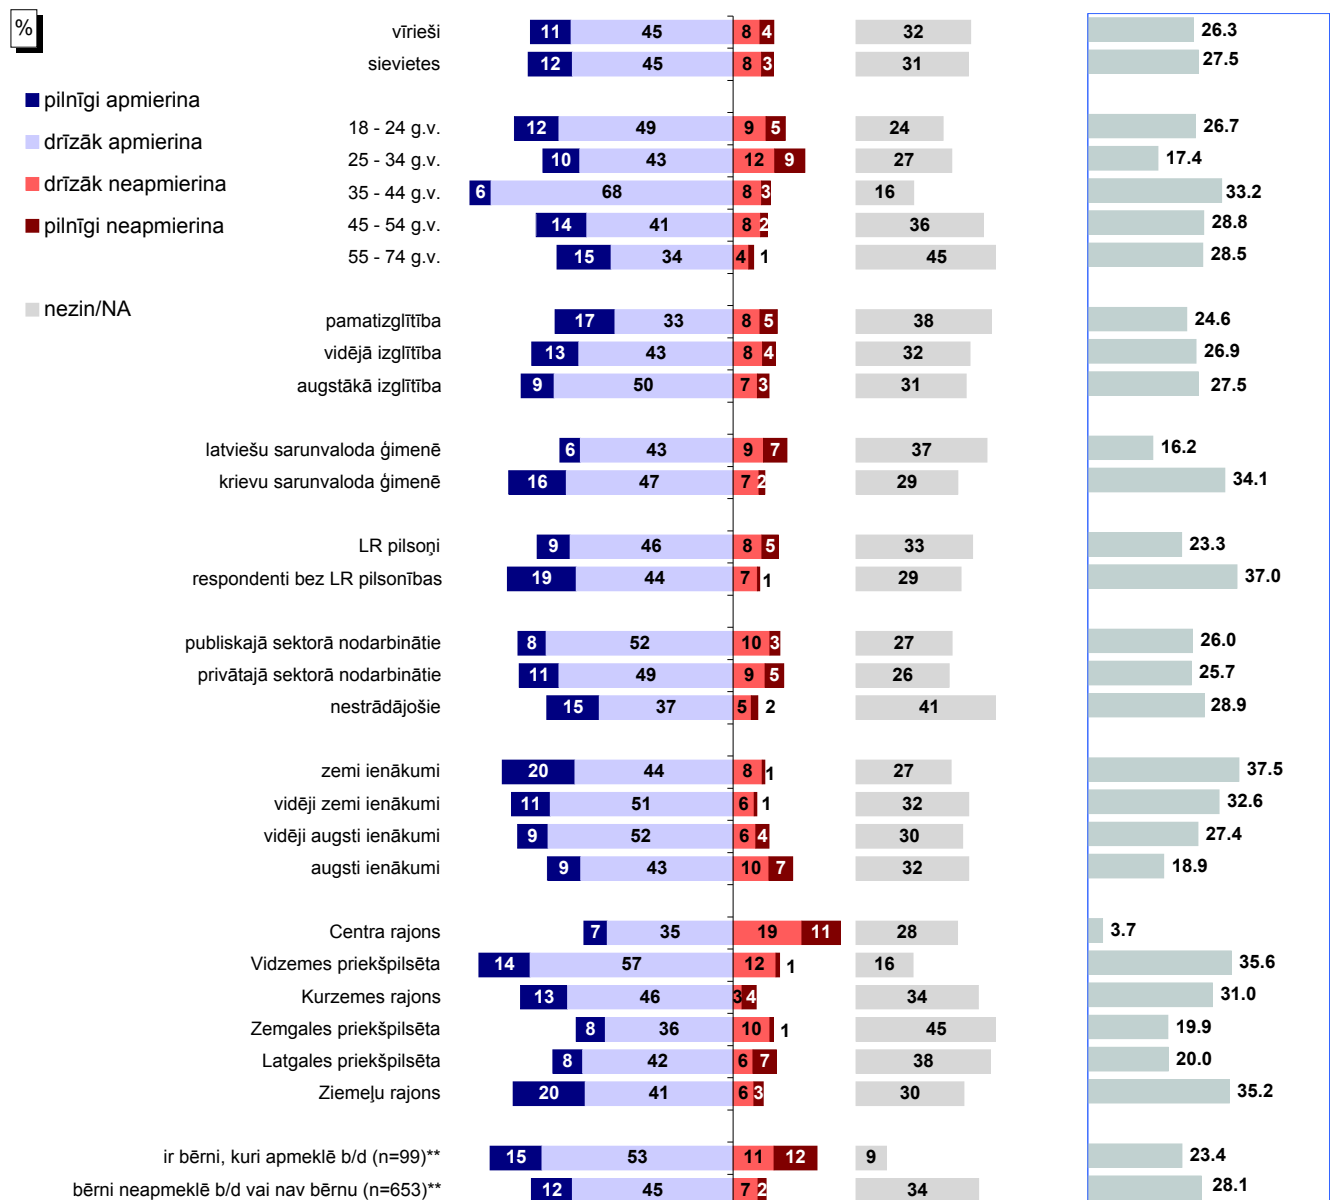 %
pilnīgi apmierina
drīzāk apmierina
drīzāk neapmierina
pilnīgi neapmierina
nezin/NA
vīrieši 11 45 8 4 32 26.3
sievietes 12 45 8 3 31 27.5
18 - 24 g.v. 12 49 9 5 24 26.7
25 - 34 g.v. 10 43 12 9 27 17.4
35 - 44 g.v. 6 68 8 3 16 33.2
45 - 54 g.v. 14 41 8 2 36 28.8
55 - 74 g.v. 15 34 4 1 45 28.5
pamatizglītība 17 33 8 5 38 24.6
vidējā izglītība 13 43 8 4 32 26.9
augstākā izglītība 9 50 7 3 31 27.5
latviešu sarunvaloda ģimenē 6 43 9 7 37 16.2
krievu sarunvaloda ģimenē 16 47 7 2 29 34.1
LR pilsoņi 9 46 8 5 33 23.3
respondenti bez LR pilsonības 19 44 7 1 29 37.0
publiskajā sektorā nodarbinātie 8 52 10 3 27 26.0
privātajā sektorā nodarbinātie 11 49 9 5 26 25.7
nestrādājošie 15 37 5 2 41 28.9
zemi ienākumi 20 44 8 1 27 37.5
vidēji zemi ienākumi 11 51 6 1 32 32.6
vidēji augsti ienākumi 9 52 6 4 30 27.4
augsti ienākumi 9 43 10 7 32 18.9
Centra rajons 7 35 19 11 28 3.7
Vidzemes priekšpilsēta 14 57 12 1 16 35.6
Kurzemes rajons 13 46 3 4 34 31.0
Zemgales priekšpilsēta 8 36 10 1 45 19.9
Latgales priekšpilsēta 8 42 6 7 38 20.0
Ziemeļu rajons 20 41 6 3 30 35.2
ir bērni, kuri apmeklē b/d (n=99)** 15 53 11 12 9 23.4
bērni neapmeklē b/d vai nav bērnu (n=653)** 12 45 7 2 34 28.1